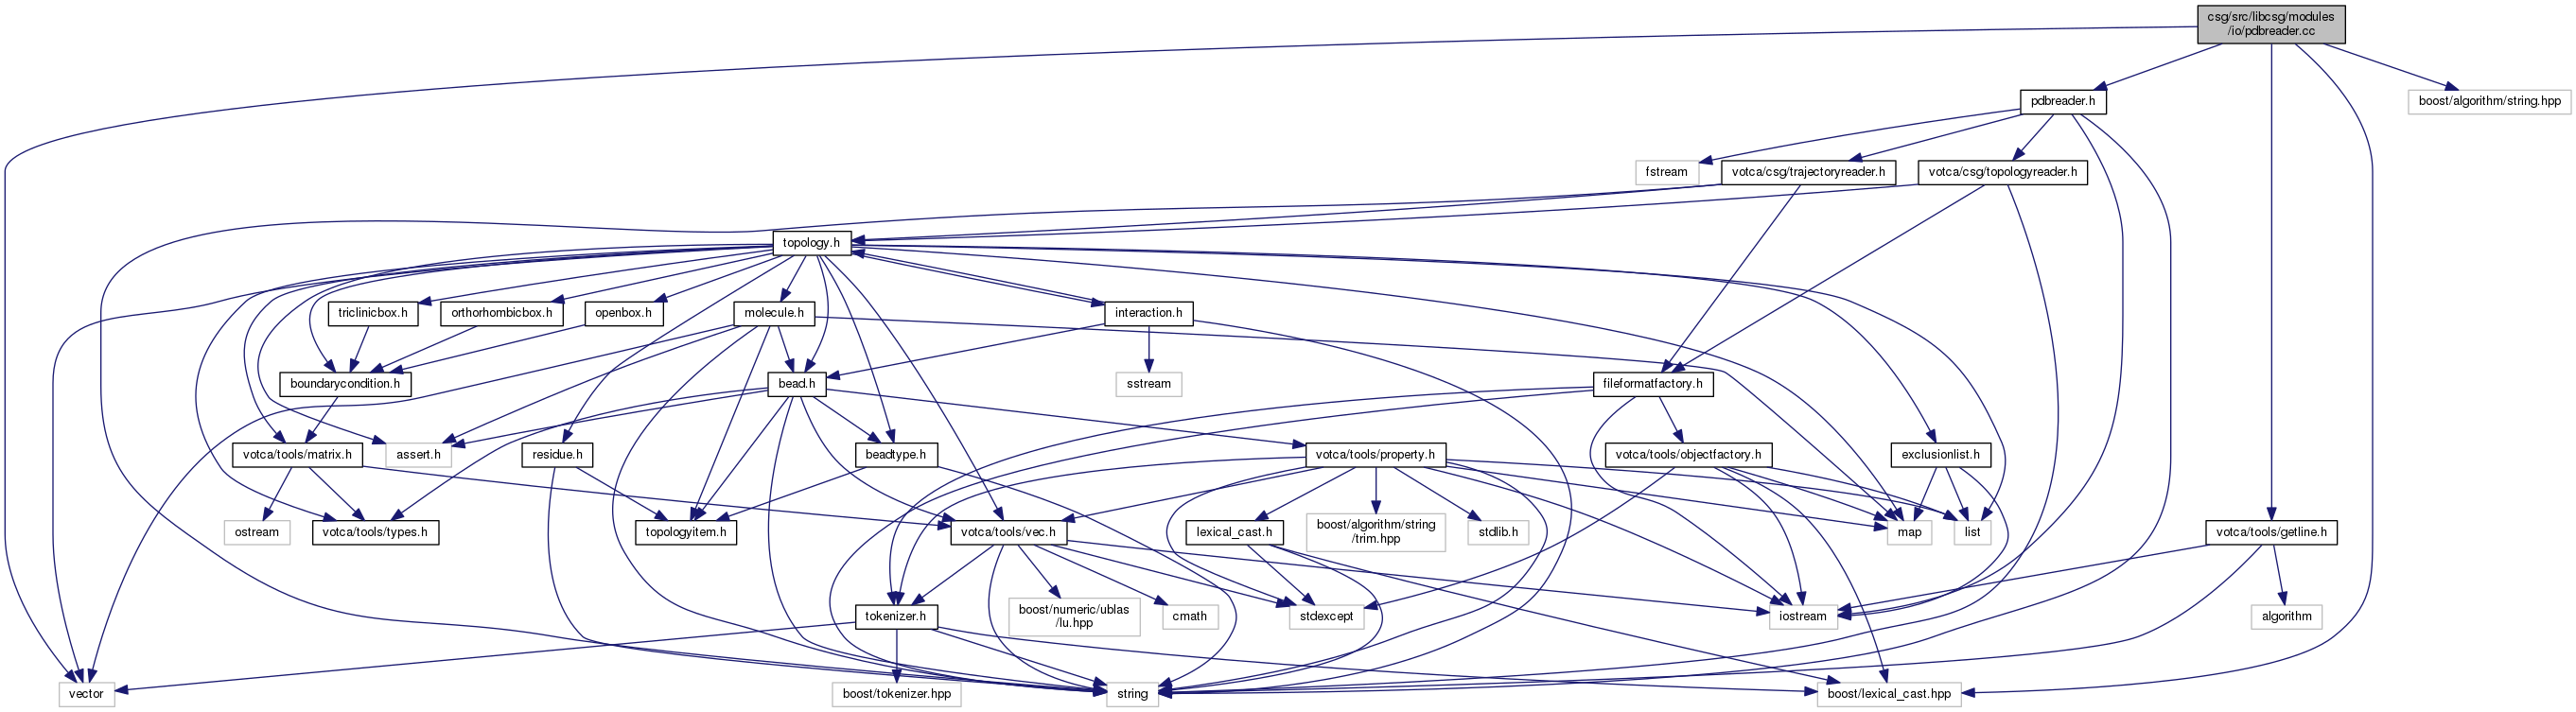 csg/src/libcsg/modules
/io/pdbreader.cc
pdbreader.h
boost/algorithm/string.hpp
fstream
votca/csg/trajectoryreader.h
votca/csg/topologyreader.h
topology.h
triclinicbox.h
orthorhombicbox.h
openbox.h
molecule.h
interaction.h
boundarycondition.h
bead.h
sstream
fileformatfactory.h
votca/tools/matrix.h
assert.h
residue.h
beadtype.h
votca/tools/property.h
votca/tools/objectfactory.h
exclusionlist.h
ostream
votca/tools/types.h
topologyitem.h
votca/tools/vec.h
lexical_cast.h
boost/algorithm/string
/trim.hpp
stdlib.h
map
list
votca/tools/getline.h
tokenizer.h
boost/numeric/ublas
/lu.hpp
cmath
stdexcept
iostream
algorithm
vector
boost/tokenizer.hpp
string
boost/lexical_cast.hpp